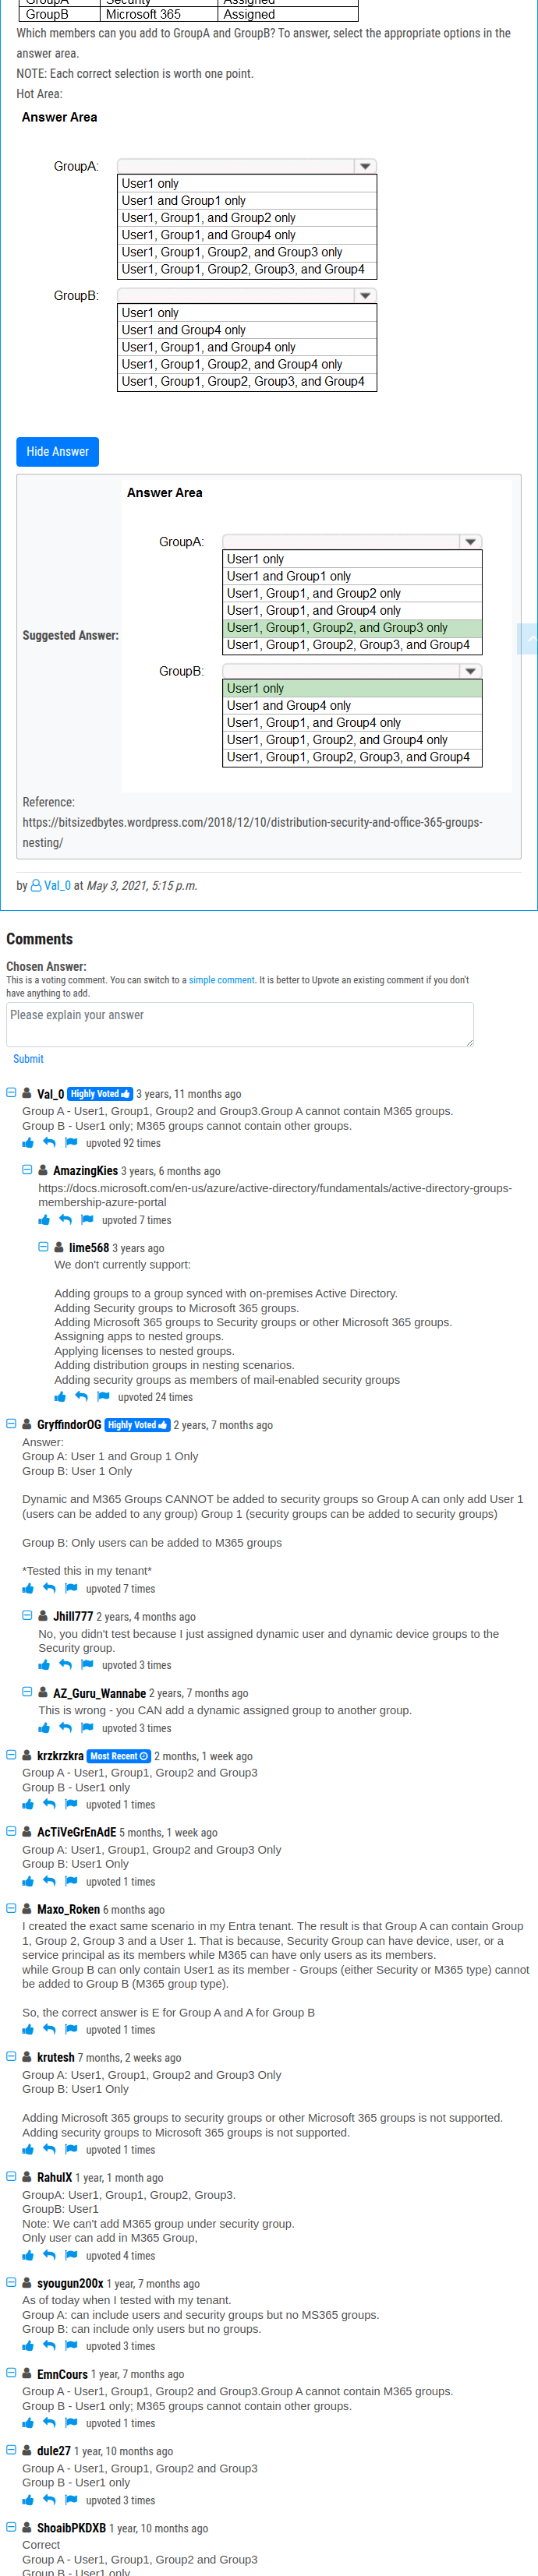 GroupA Security Assigned
GroupB Microsoft 365 Assigned
Which members can you add to GroupA and GroupB? To answer, select the appropriate options in the
answer area.
NOTE: Each correct selection is worth one point.
Hot Area:
Answer Area
GroupA:
User1 only
User1 and Group1 only
User1, Group1, and Group2 only
User1, Group1, and Group4 only
User1, Group1, Group2, and Group3 only
User1, Group1, Group2, Group3, and Group4
GroupB:
User1 only
User1 and Group4 only
User1, Group1, and Group4 only
User1, Group1, Group2, and Group4 only
User1, Group1, Group2, Group3, and Group4
Hide Answer
Suggested Answer:
Answer Area
GroupA:
User1 only
User1 and Group1 only
User1, Group1, and Group2 only
User1, Group1, and Group4 only
User1, Group1, Group2, and Group3 only
User1, Group1, Group2, Group3, and Group4
GroupB:
User1 only
User1 and Group4 only
User1, Group1, and Group4 only
User1, Group1, Group2, and Group4 only
User1, Group1, Group2, Group3, and Group4
Reference:
https://bitsizedbytes.wordpress.com/2018/12/10/distribution-security-and-office-365-groups-
nesting/
by Val_0 at May 3, 2021, 5:15 p.m.
Comments
Chosen Answer:
This is a voting comment. You can switch to a simple comment. It is better to Upvote an existing comment if you don't
have anything to add.
Please explain your answer
Submit
Val_0 Highly Voted 3 years, 11 months ago
Group A - User1, Group1, Group2 and Group3.Group A cannot contain M365 groups.
Group B - User1 only; M365 groups cannot contain other groups.
upvoted 92 times
AmazingKies 3 years, 6 months ago
https://docs.microsoft.com/en-us/azure/active-directory/fundamentals/active-directory-groups-
membership-azure-portal
upvoted 7 times
lime568 3 years ago
We don't currently support:
Adding groups to a group synced with on-premises Active Directory.
Adding Security groups to Microsoft 365 groups.
Adding Microsoft 365 groups to Security groups or other Microsoft 365 groups.
Assigning apps to nested groups.
Applying licenses to nested groups.
Adding distribution groups in nesting scenarios.
Adding security groups as members of mail-enabled security groups
upvoted 24 times
GryffindorOG Highly Voted 2 years, 7 months ago
Answer:
Group A: User 1 and Group 1 Only
Group B: User 1 Only
Dynamic and M365 Groups CANNOT be added to security groups so Group A can only add User 1
(users can be added to any group) Group 1 (security groups can be added to security groups)
Group B: Only users can be added to M365 groups
*Tested this in my tenant*
upvoted 7 times
Jhill777 2 years, 4 months ago
No, you didn't test because I just assigned dynamic user and dynamic device groups to the
Security group.
upvoted 3 times
AZ_Guru_Wannabe 2 years, 7 months ago
This is wrong - you CAN add a dynamic assigned group to another group.
upvoted 3 times
krzkrzkra Most Recent 2 months, 1 week ago
Group A - User1, Group1, Group2 and Group3
Group B - User1 only
upvoted 1 times
AcTiVeGrEnAdE 5 months, 1 week ago
Group A: User1, Group1, Group2 and Group3 Only
Group B: User1 Only
upvoted 1 times
Maxo_Roken 6 months ago
I created the exact same scenario in my Entra tenant. The result is that Group A can contain Group
1, Group 2, Group 3 and a User 1. That is because, Security Group can have device, user, or a
service principal as its members while M365 can have only users as its members.
while Group B can only contain User1 as its member - Groups (either Security or M365 type) cannot
be added to Group B (M365 group type).
So, the correct answer is E for Group A and A for Group B
upvoted 1 times
krutesh 7 months, 2 weeks ago
Group A: User1, Group1, Group2 and Group3 Only
Group B: User1 Only
Adding Microsoft 365 groups to security groups or other Microsoft 365 groups is not supported.
Adding security groups to Microsoft 365 groups is not supported.
upvoted 1 times
RahulX 1 year, 1 month ago
GroupA: User1, Group1, Group2, Group3.
GroupB: User1
Note: We can't add M365 group under security group.
Only user can add in M365 Group,
upvoted 4 times
syougun200x 1 year, 7 months ago
As of today when I tested with my tenant.
Group A: can include users and security groups but no MS365 groups.
Group B: can include only users but no groups.
upvoted 3 times
EmnCours 1 year, 7 months ago
Group A - User1, Group1, Group2 and Group3.Group A cannot contain M365 groups.
Group B - User1 only; M365 groups cannot contain other groups.
upvoted 1 times
dule27 1 year, 10 months ago
Group A - User1, Group1, Group2 and Group3
Group B - User1 only
upvoted 3 times
ShoaibPKDXB 1 year, 10 months ago
Correct
Group A - User1, Group1, Group2 and Group3
Group B - User1 only